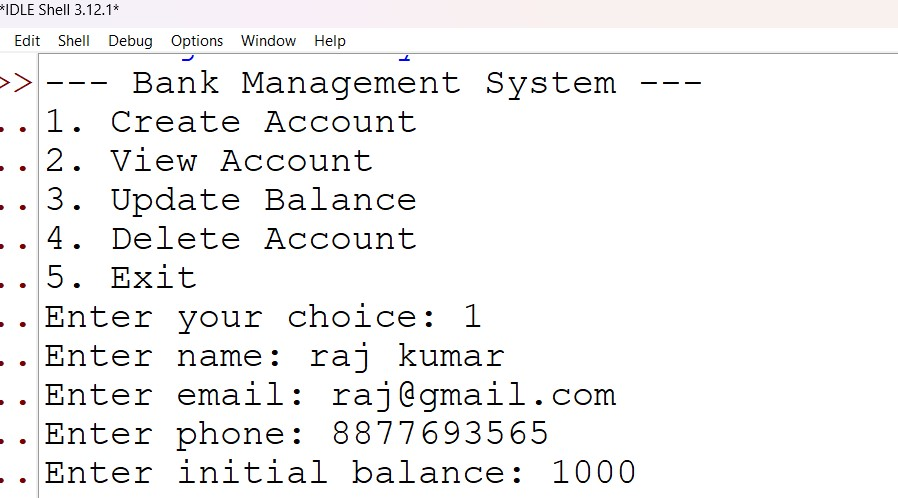 *IDLE Shell 3.12.1*
Edit Shell Debug Options Window Help
>> --- Bank Management System ---
.. 1. Create Account
.. 2. View Account
.. 3. Update Balance
.. 4. Delete Account
.. 5. Exit
.. Enter your choice: 1
.. Enter name: raj kumar
.. Enter email: raj@gmail.com
.. Enter phone: 8877693565
.. Enter initial balance: 1000